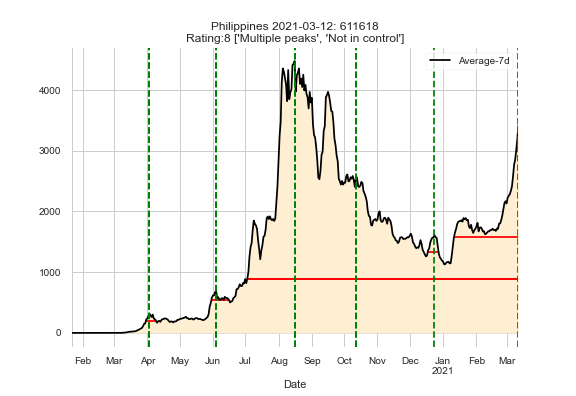 Philippines 2021-03-12: 611618
Rating:8 ['Multiple peaks', 'Not in control']
Average-7d
4000
3000
2000
1000
0
Feb Mar Apr May Jun Jul Aug Sep Oct Nov Dec Jan Feb Mar
2021
Date